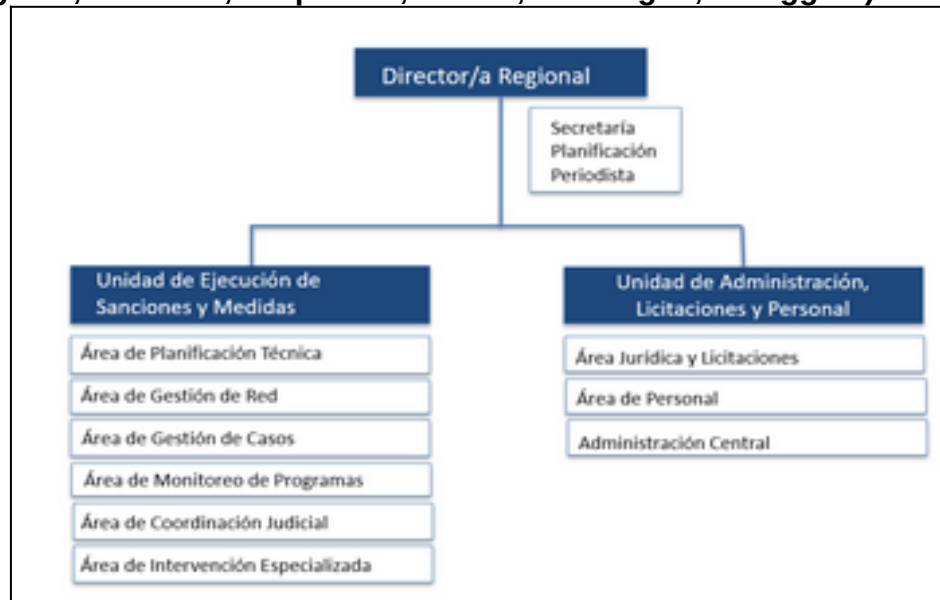 Director/a Regional
Secretaría
Planificación
Periodista
Unidad de Ejecución de
Sanciones y Medidas
Área de Planificación Técnica
Área de Gestión de Red
Área de Gestión de Casos
Área de Monitoreo de Programas
Área de Coordinación Judicial
Área de Intervención Especializada
Unidad de Administración,
Licitaciones y Personal
Área Jurídica y Licitaciones
Área de Personal
Administración Central